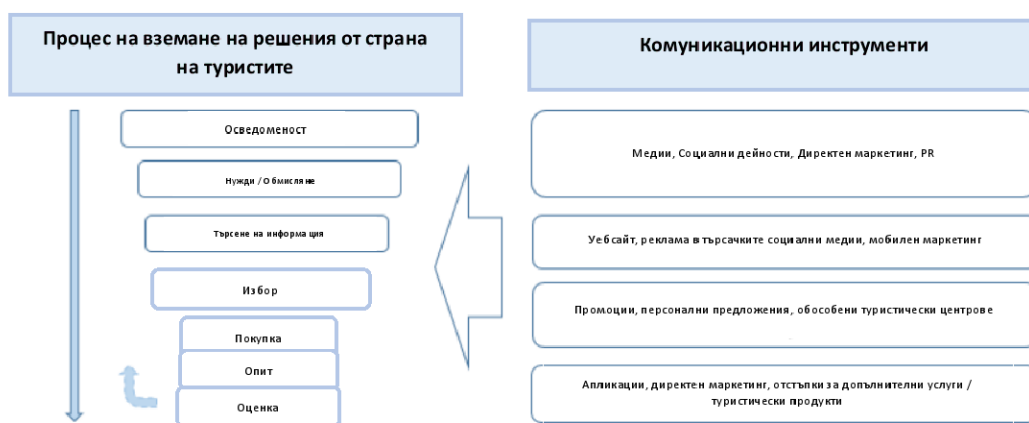 Процес на вземане на решения от страна
на туристите
Осведоменост
Нужди / Обмисляне
Търсене на информация
Избор
Покупка
Опит
Оценка
Комуникационни инструменти
Медии, Социални дейности, Директен маркетинг, PR
Уебсайт, реклама в търсачките социални медии, мобилен маркетинг
Промоции, персонални предложения, обособени туристически центрове
Апликации, директен маркетинг, отстъпки за допълнителни услуги /
туристически продукти